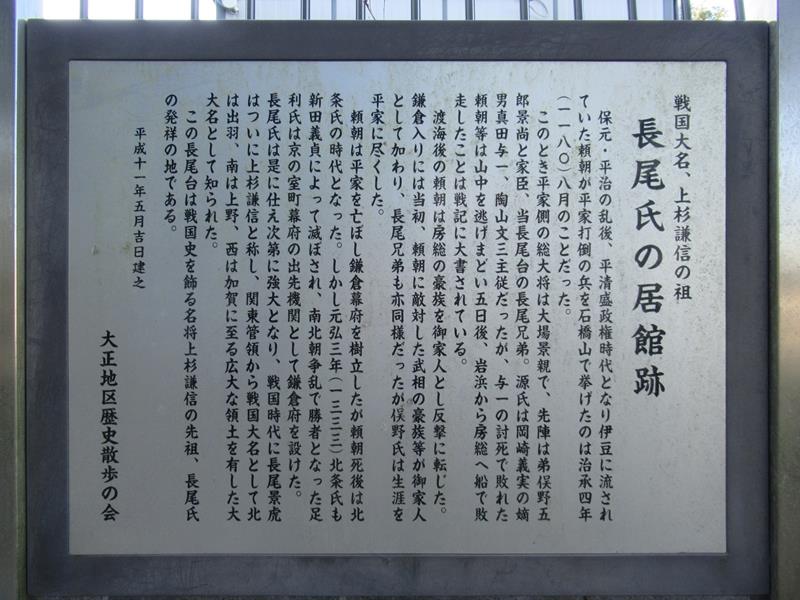 戦国大名、上杉謙信の祖
長尾氏の居館跡
保元・平治の乱後、平清盛政権時代となり伊豆に流され
ていた頼朝が平家打倒の兵を石橋山で挙げたのは治承四年
(一一八〇)八月のことだった。
このとき平家側の総大将は大場景親で、先陣は弟俣野五
郎景尚と家臣、当長尾台の長尾兄弟。源氏は岡崎義実の嫡
男真田与一、陶山文三主従だったが、与一の討死で敗れた
頼朝等は山中を逃げまどい五日後、岩浜から房総へ船で敗
走したことは戦記に大書されている。
渡海後の頼朝は房総の豪族を御家人とし反撃に転じた。
鎌倉入りには当初、頼朝に敵対した武相の豪族等が御家人
として加わり、長尾兄弟も亦同様だったが俣野氏は生涯を
平家に尽くした。
頼朝は平家を亡ぼし鎌倉幕府を樹立したが頼朝死後は北
条氏の時代となった。しかし元弘三年(一三三三)北条氏も
新田義貞によって滅ぼされ、南北朝争乱で勝者となった足
利氏は京の室町幕府の出先機関として鎌倉府を設けた。
長尾氏は是に仕え次第に強大となり、戦国時代に長尾景虎
はついに上杉謙信と称し、関東管領から戦国大名として北
は出羽、南は上野、西は加賀に至る広大な領土を有した大
大名として知られた。
この長尾台は戦国史を飾る名将上杉謙信の先祖、長尾氏
の発祥の地である。
平成十一年五月吉日建之
大正地区歴史散歩の会